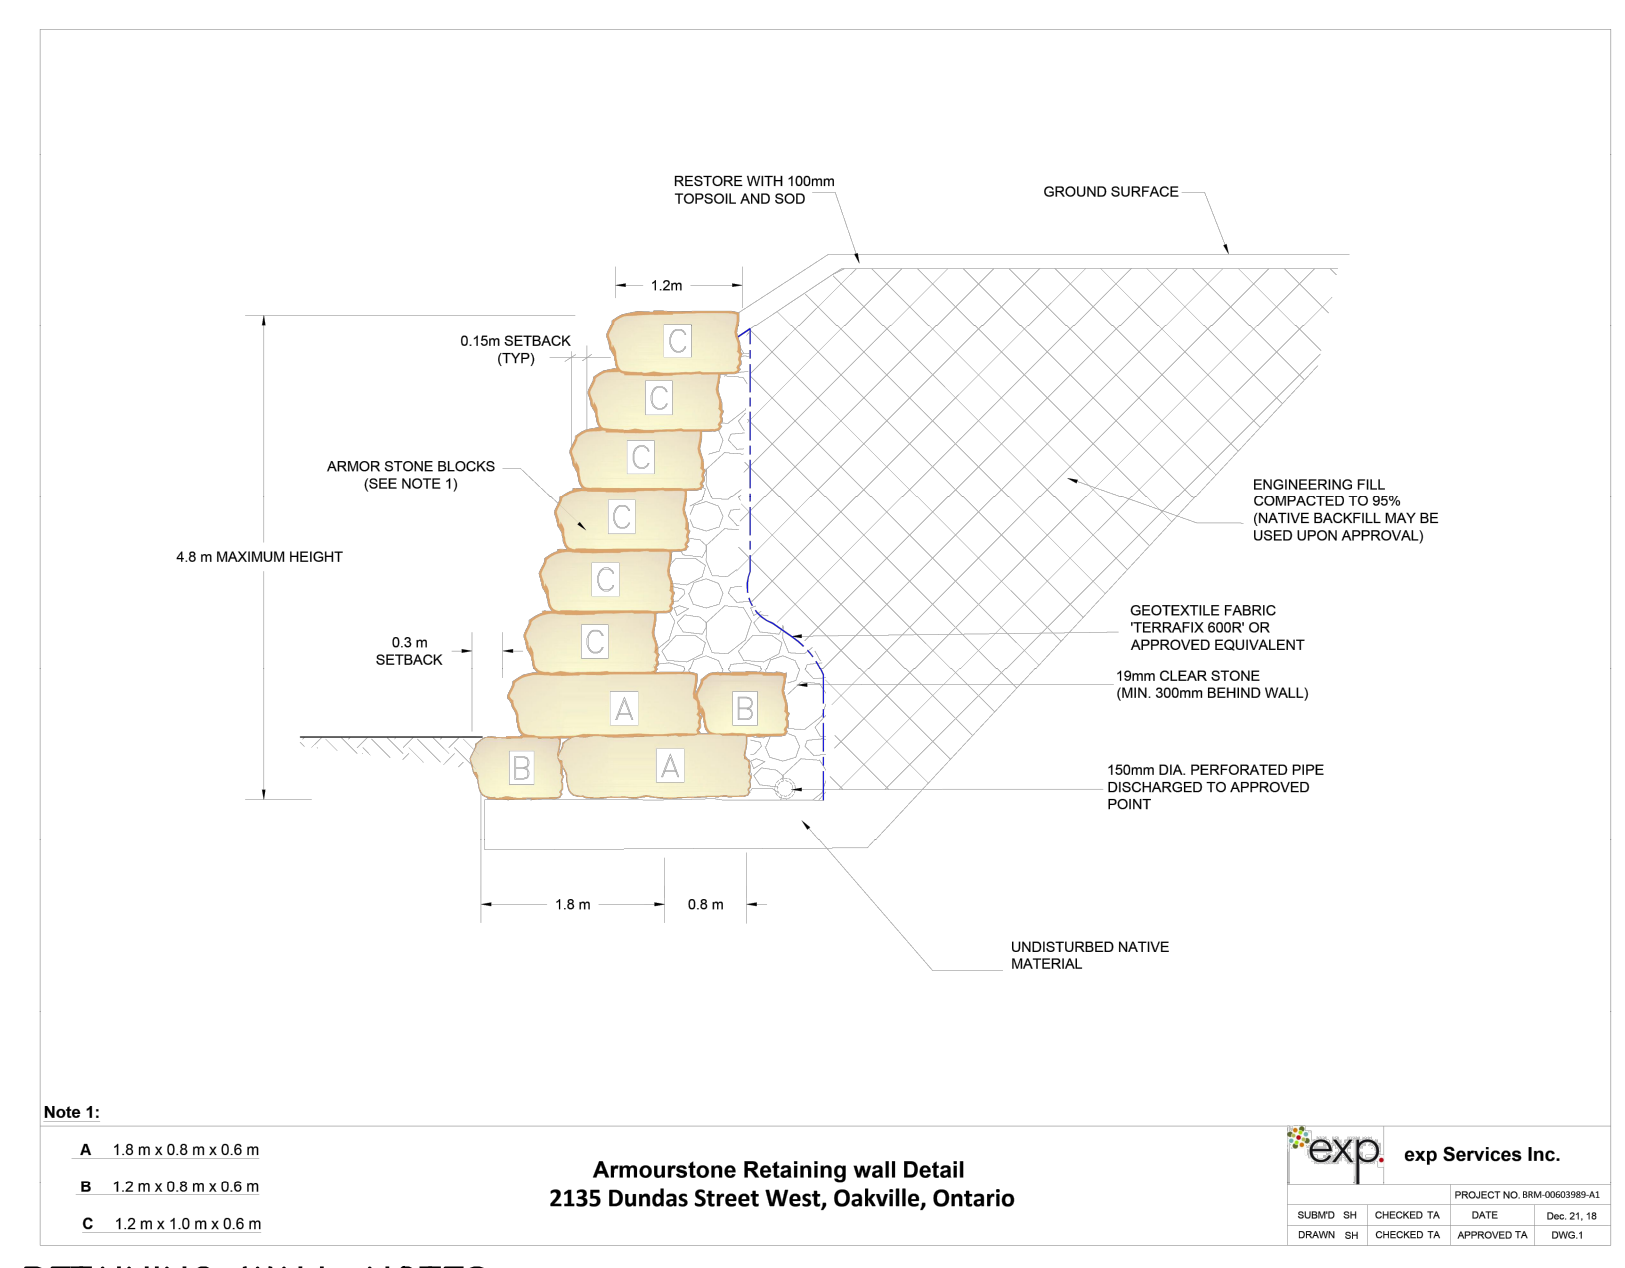 RESTORE WITH 100mm
TOPSOIL AND SOD
GROUND SURFACE
1.2m
C
0.15m SETBACK
(TYP)
C
C
ARMOR STONE BLOCKS
(SEE NOTE 1)
ENGINEERING FILL
COMPACTED TO 95%
(NATIVE BACKFILL MAY BE
USED UPON APPROVAL)
C
4.8 m MAXIMUM HEIGHT
C
GEOTEXTILE FABRIC
'TERRAFIX 600R' OR
APPROVED EQUIVALENT
0.3 m
SETBACK
C
19mm CLEAR STONE
(MIN. 300mm BEHIND WALL)
A B
B A
150mm DIA. PERFORATED PIPE
DISCHARGED TO APPROVED
POINT
1.8 m 0.8 m
UNDISTURBED NATIVE
MATERIAL
Note 1:
A 1.8 m x 0.8 m x 0.6 m
B 1.2 m x 0.8 m x 0.6 m
C 1.2 m x 1.0 m x 0.6 m
Armourstone Retaining wall Detail
2135 Dundas Street West, Oakville, Ontario
exp. exp Services Inc.
PROJECT NO. BRM-00603989-A1
SUBM'D SH CHECKED TA DATE Dec. 21, 18
DRAWN SH CHECKED TA APPROVED TA DWG.1